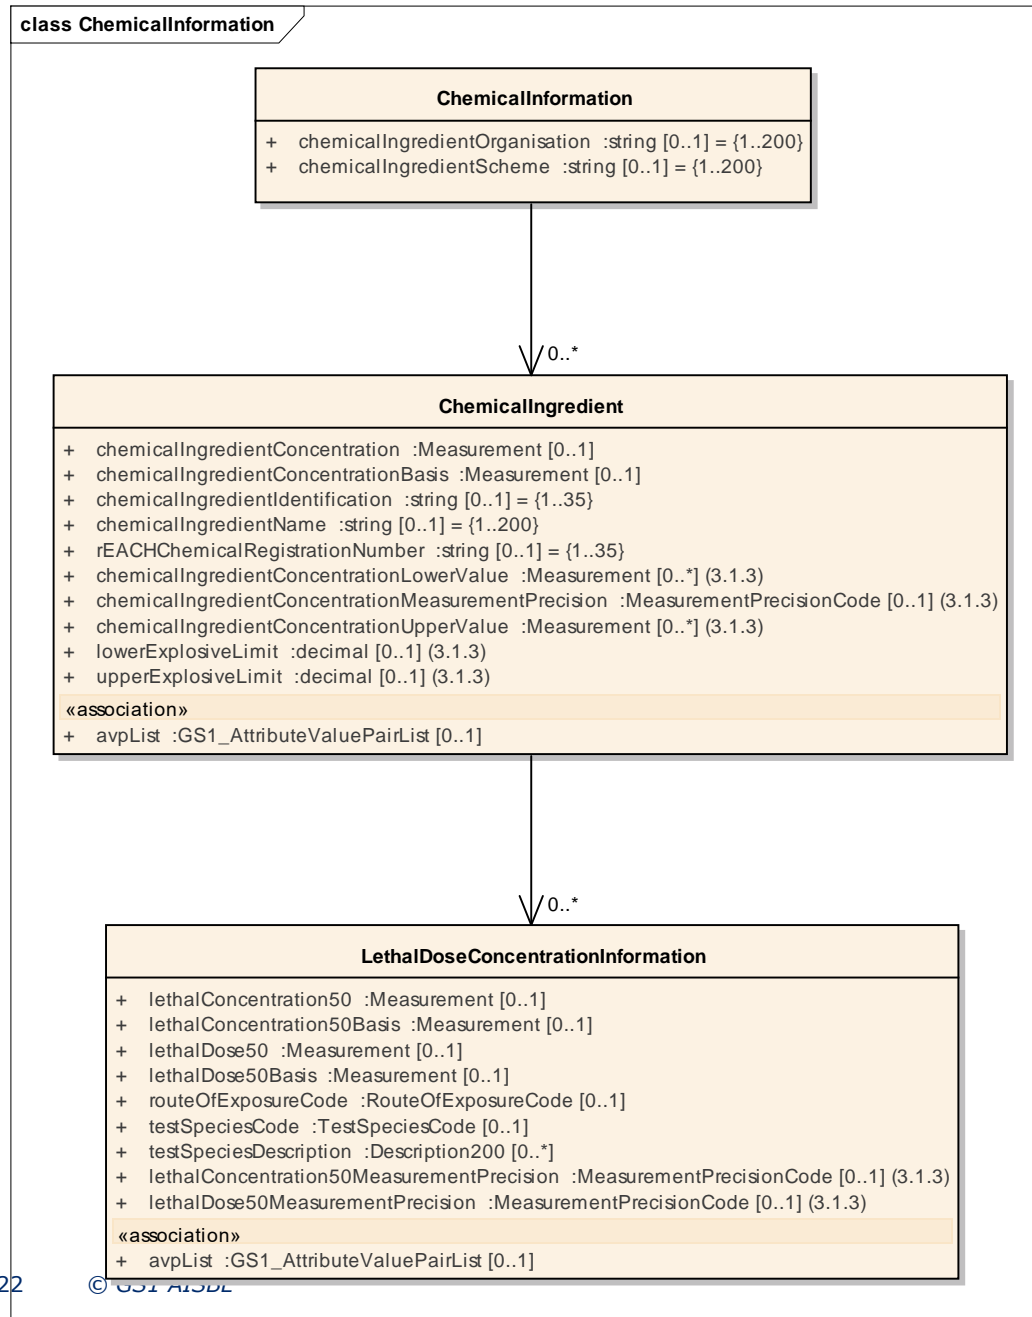 class ChemicalInformation
ChemicalInformation
+ chemicalIngredientOrganisation :string [0..1] = {1..200}
+ chemicalIngredientScheme :string [0..1] = {1..200}
0..*
ChemicalIngredient
+ chemicalIngredientConcentration :Measurement [0..1]
+ chemicalIngredientConcentrationBasis :Measurement [0..1]
+ chemicalIngredientIdentification :string [0..1] = {1..35}
+ chemicalIngredientName :string [0..1] = {1..200}
+ rEACHChemicalRegistrationNumber :string [0..1] = {1..35}
+ chemicalIngredientConcentrationLowerValue :Measurement [0..*] (3.1.3)
+ chemicalIngredientConcentrationMeasurementPrecision :MeasurementPrecisionCode [0..1] (3.1.3)
+ chemicalIngredientConcentrationUpperValue :Measurement [0..*] (3.1.3)
+ lowerExplosiveLimit :decimal [0..1] (3.1.3)
+ upperExplosiveLimit :decimal [0..1] (3.1.3)
«association»
+ avpList :GS1_AttributeValuePairList [0..1]
0..*
LethalDoseConcentrationInformation
+ lethalConcentration50 :Measurement [0..1]
+ lethalConcentration50Basis :Measurement [0..1]
+ lethalDose50 :Measurement [0..1]
+ lethalDose50Basis :Measurement [0..1]
+ routeOfExposureCode :RouteOfExposureCode [0..1]
+ testSpeciesCode :TestSpeciesCode [0..1]
+ testSpeciesDescription :Description200 [0..*]
+ lethalConcentration50MeasurementPrecision :MeasurementPrecisionCode [0..1] (3.1.3)
+ lethalDose50MeasurementPrecision :MeasurementPrecisionCode [0..1] (3.1.3)
«association»
+ avpList :GS1_AttributeValuePairList [0..1]
22 © GS1 AISBL